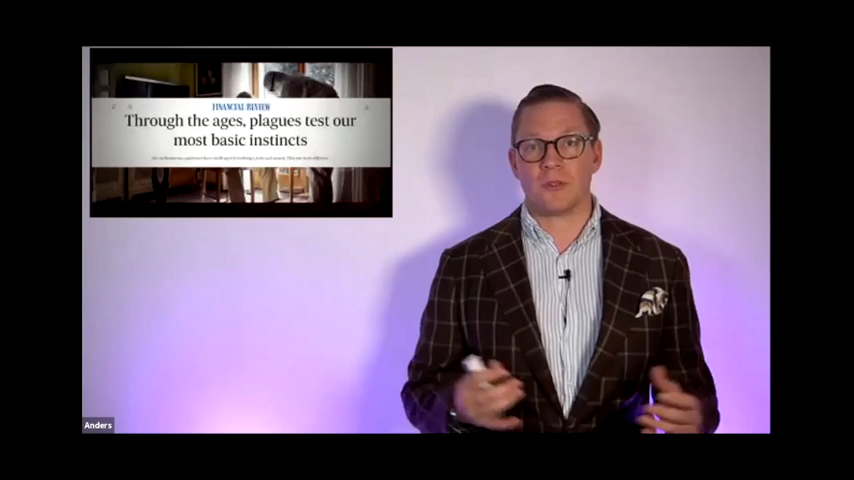 FINANCIAL REVIEW
Through the ages, plagues test our
most basic instincts
Anders